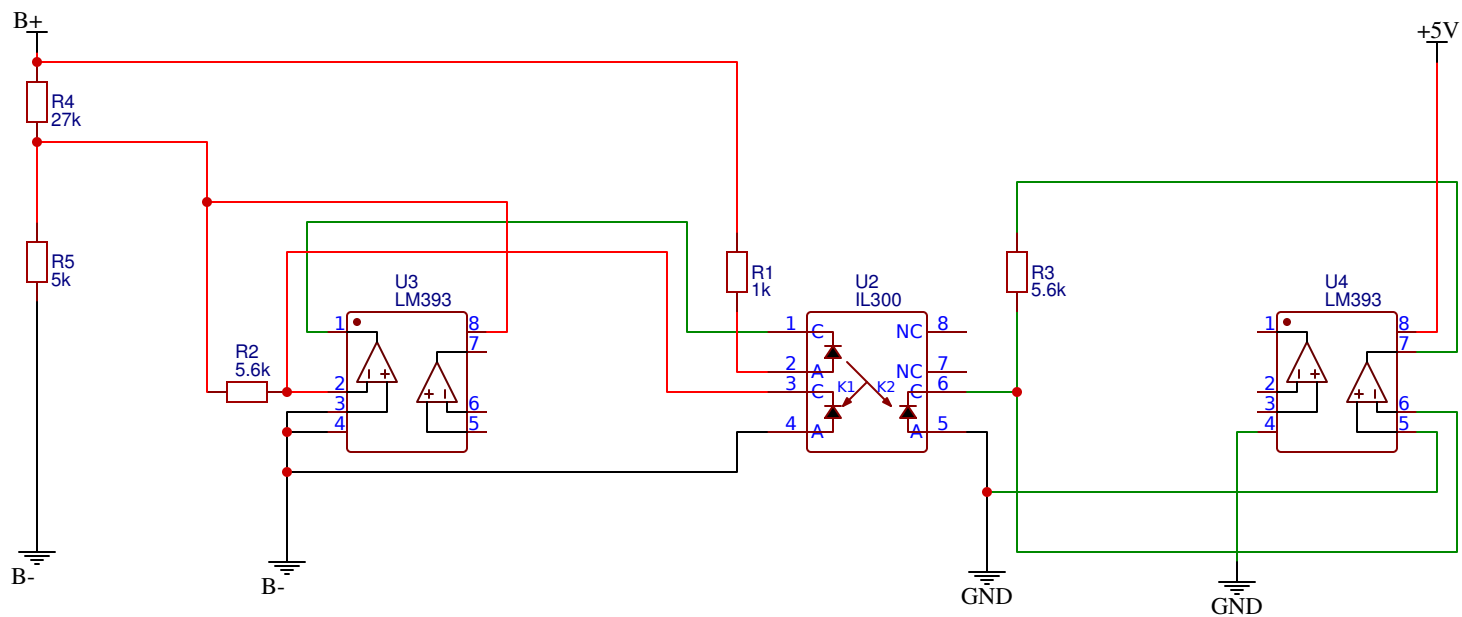 B+
+5V
R4
27k
R5
5k
B-
R2
5.6k
U3
LM393
1
2
3
4
8
7
6
5
- +
+ -
B-
R1
1k
U2
IL300
1 C
2 A
3 C
4 A
K1 K2
NC 8
NC 7
C 6
A 5
R3
5.6k
GND
U4
LM393
1
2
3
4
8
7
6
5
- +
+ -
GND